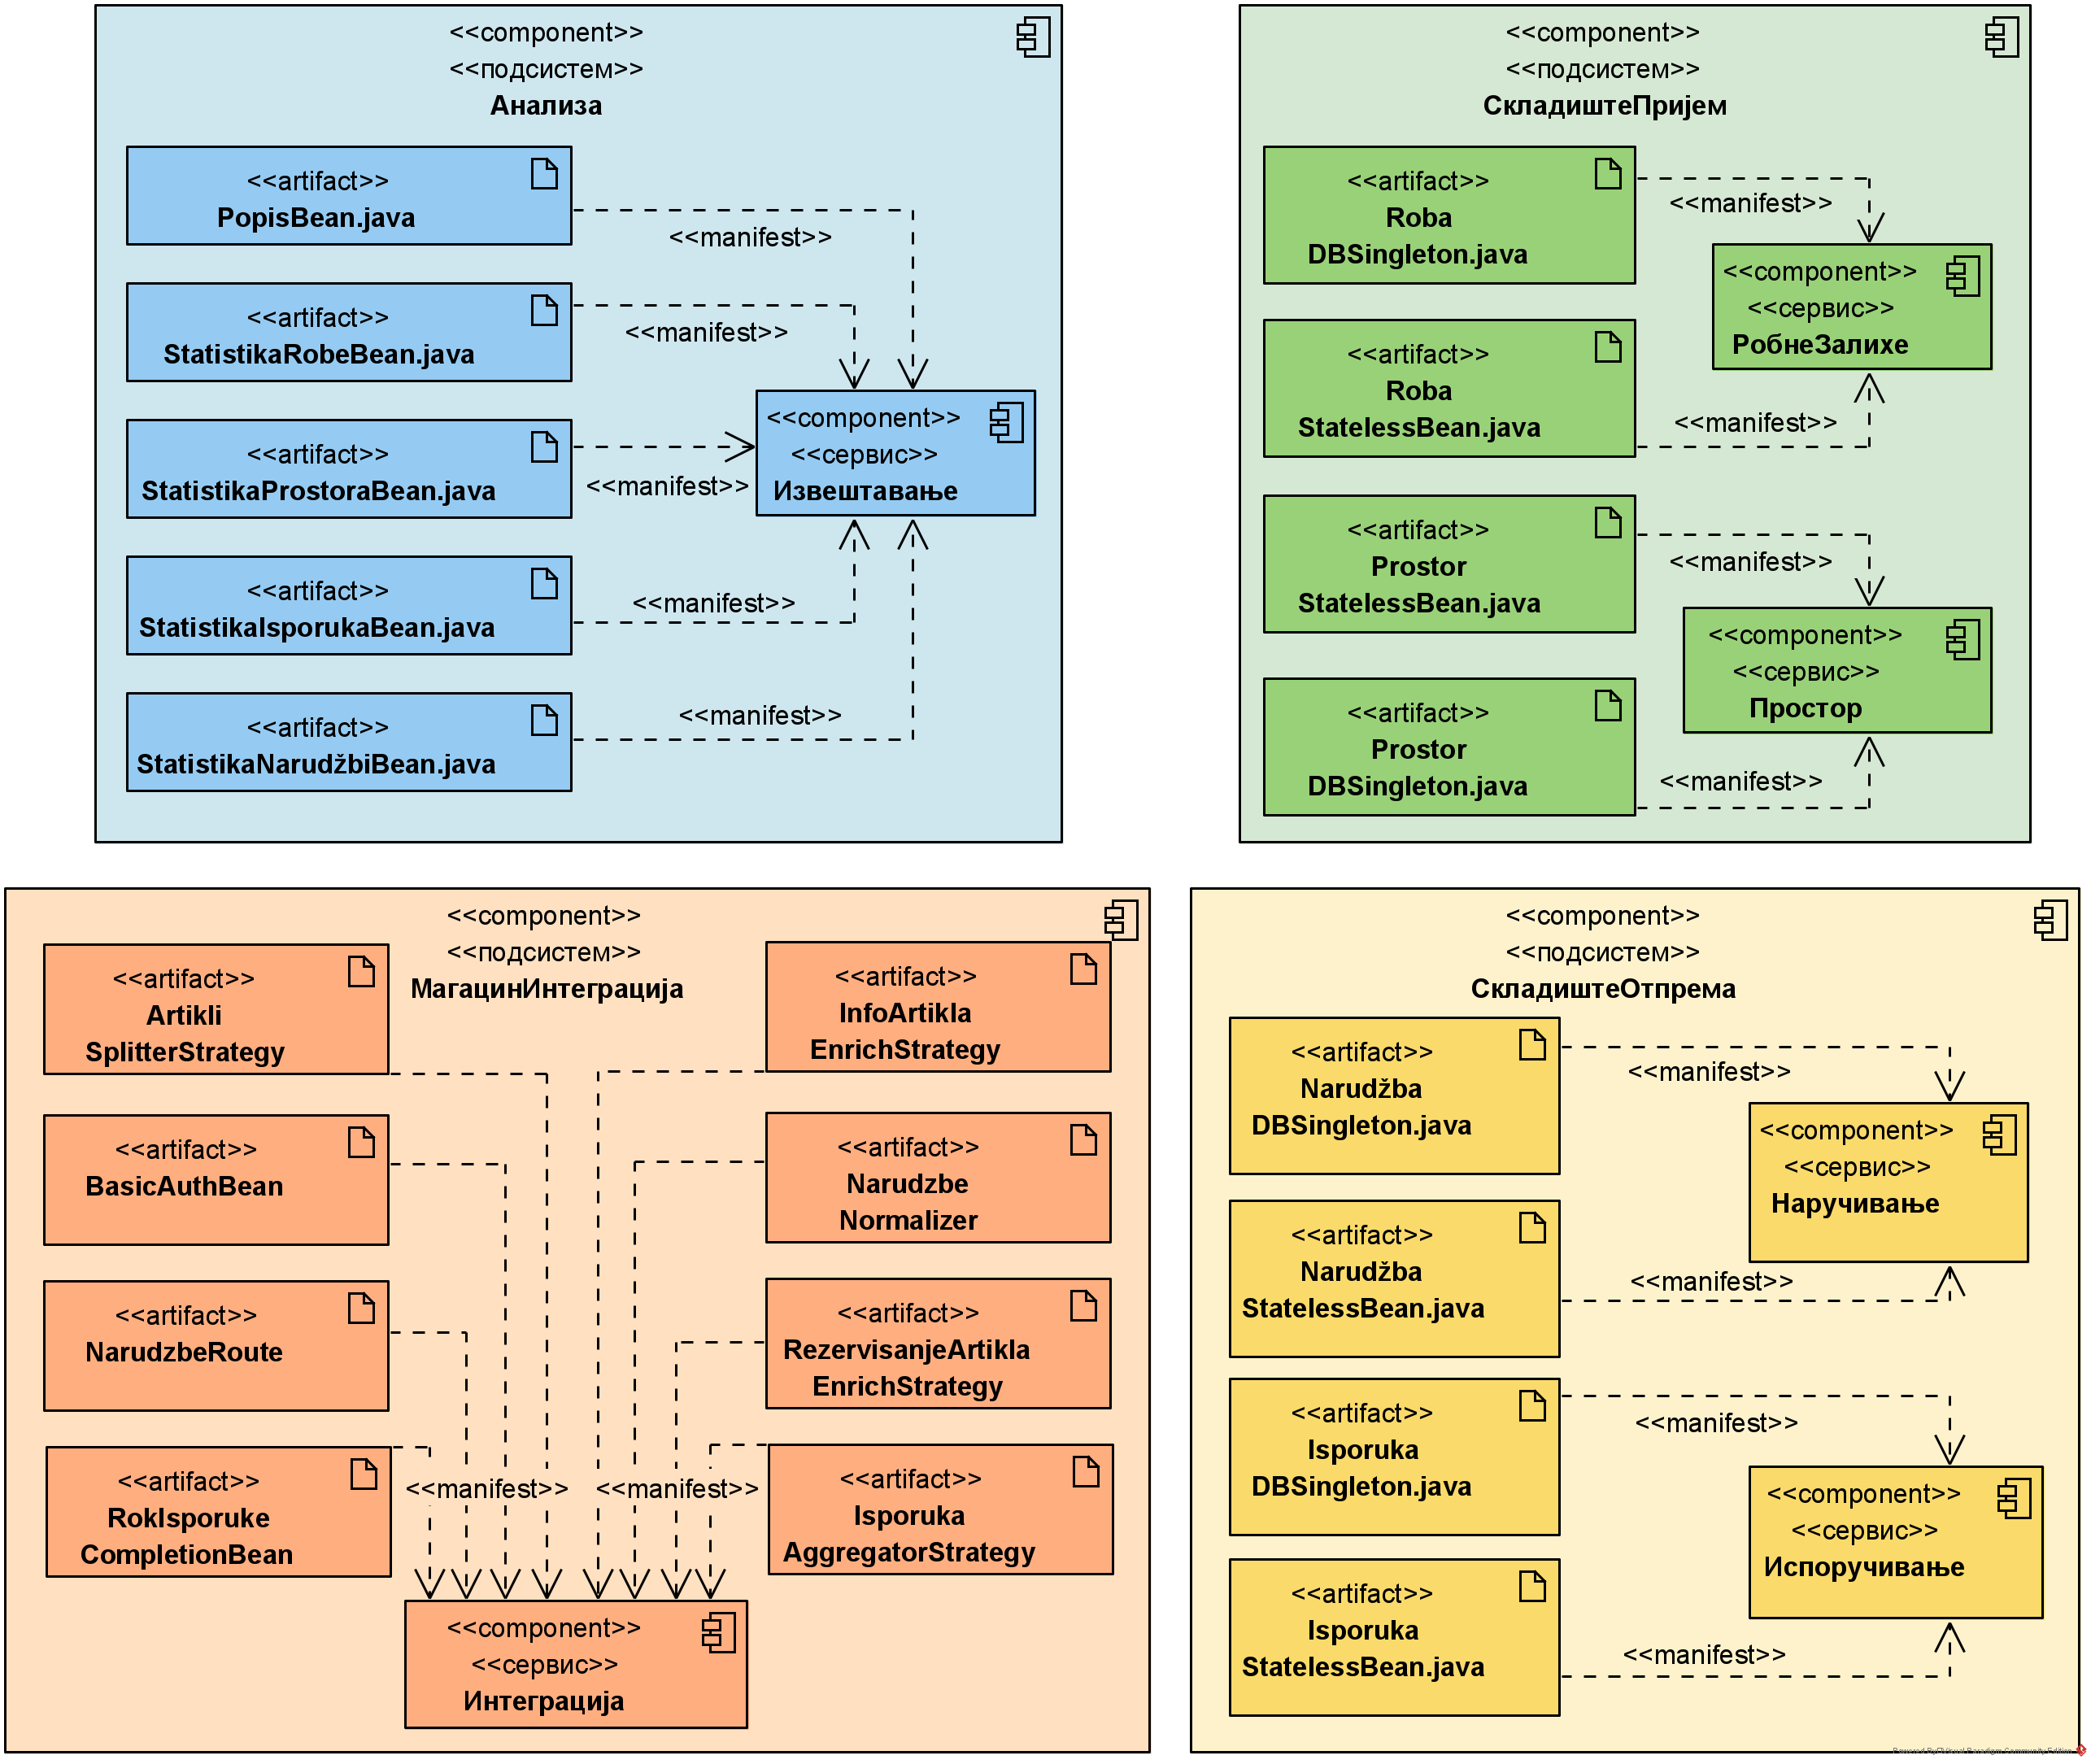 <<component>>
<<подсистем>>
Анализа
<<artifact>>
PopisBean.java
<<manifest>>
<<artifact>>
StatistikaRobeBean.java
<<manifest>>
<<artifact>>
StatistikaProstoraBean.java
<<manifest>>
<<component>>
<<сервис>>
Извештавање
<<artifact>>
StatistikaIsporukaBean.java
<<manifest>>
<<artifact>>
StatistikaNarudžbiBean.java
<<manifest>>
<<component>>
<<подсистем>>
СкладиштеПријем
<<artifact>>
Roba
DBSingleton.java
<<manifest>>
<<component>>
<<сервис>>
РобнеЗалихе
<<artifact>>
Roba
StatelessBean.java
<<manifest>>
<<artifact>>
Prostor
StatelessBean.java
<<manifest>>
<<component>>
<<сервис>>
Простор
<<artifact>>
Prostor
DBSingleton.java
<<manifest>>
<<component>>
<<подсистем>>
МагацинИнтеграција
<<artifact>>
Artikli
SplitterStrategy
<<artifact>>
InfoArtikla
EnrichStrategy
<<artifact>>
BasicAuthBean
<<artifact>>
Narudzbe
Normalizer
<<artifact>>
NarudzbeRoute
<<artifact>>
RezervisanjeArtikla
EnrichStrategy
<<artifact>>
RokIsporuke
CompletionBean
<<manifest>>
<<manifest>>
<<artifact>>
Isporuka
AggregatorStrategy
<<component>>
<<сервис>>
Интеграција
<<component>>
<<подсистем>>
СкладиштеОтпрема
<<artifact>>
Narudžba
DBSingleton.java
<<manifest>>
<<component>>
<<сервис>>
Наручивање
<<artifact>>
Narudžba
StatelessBean.java
<<manifest>>
<<artifact>>
Isporuka
DBSingleton.java
<<manifest>>
<<component>>
<<сервис>>
Испоручивање
<<artifact>>
Isporuka
StatelessBean.java
<<manifest>>
Powered By Visual Paradigm Community Edition